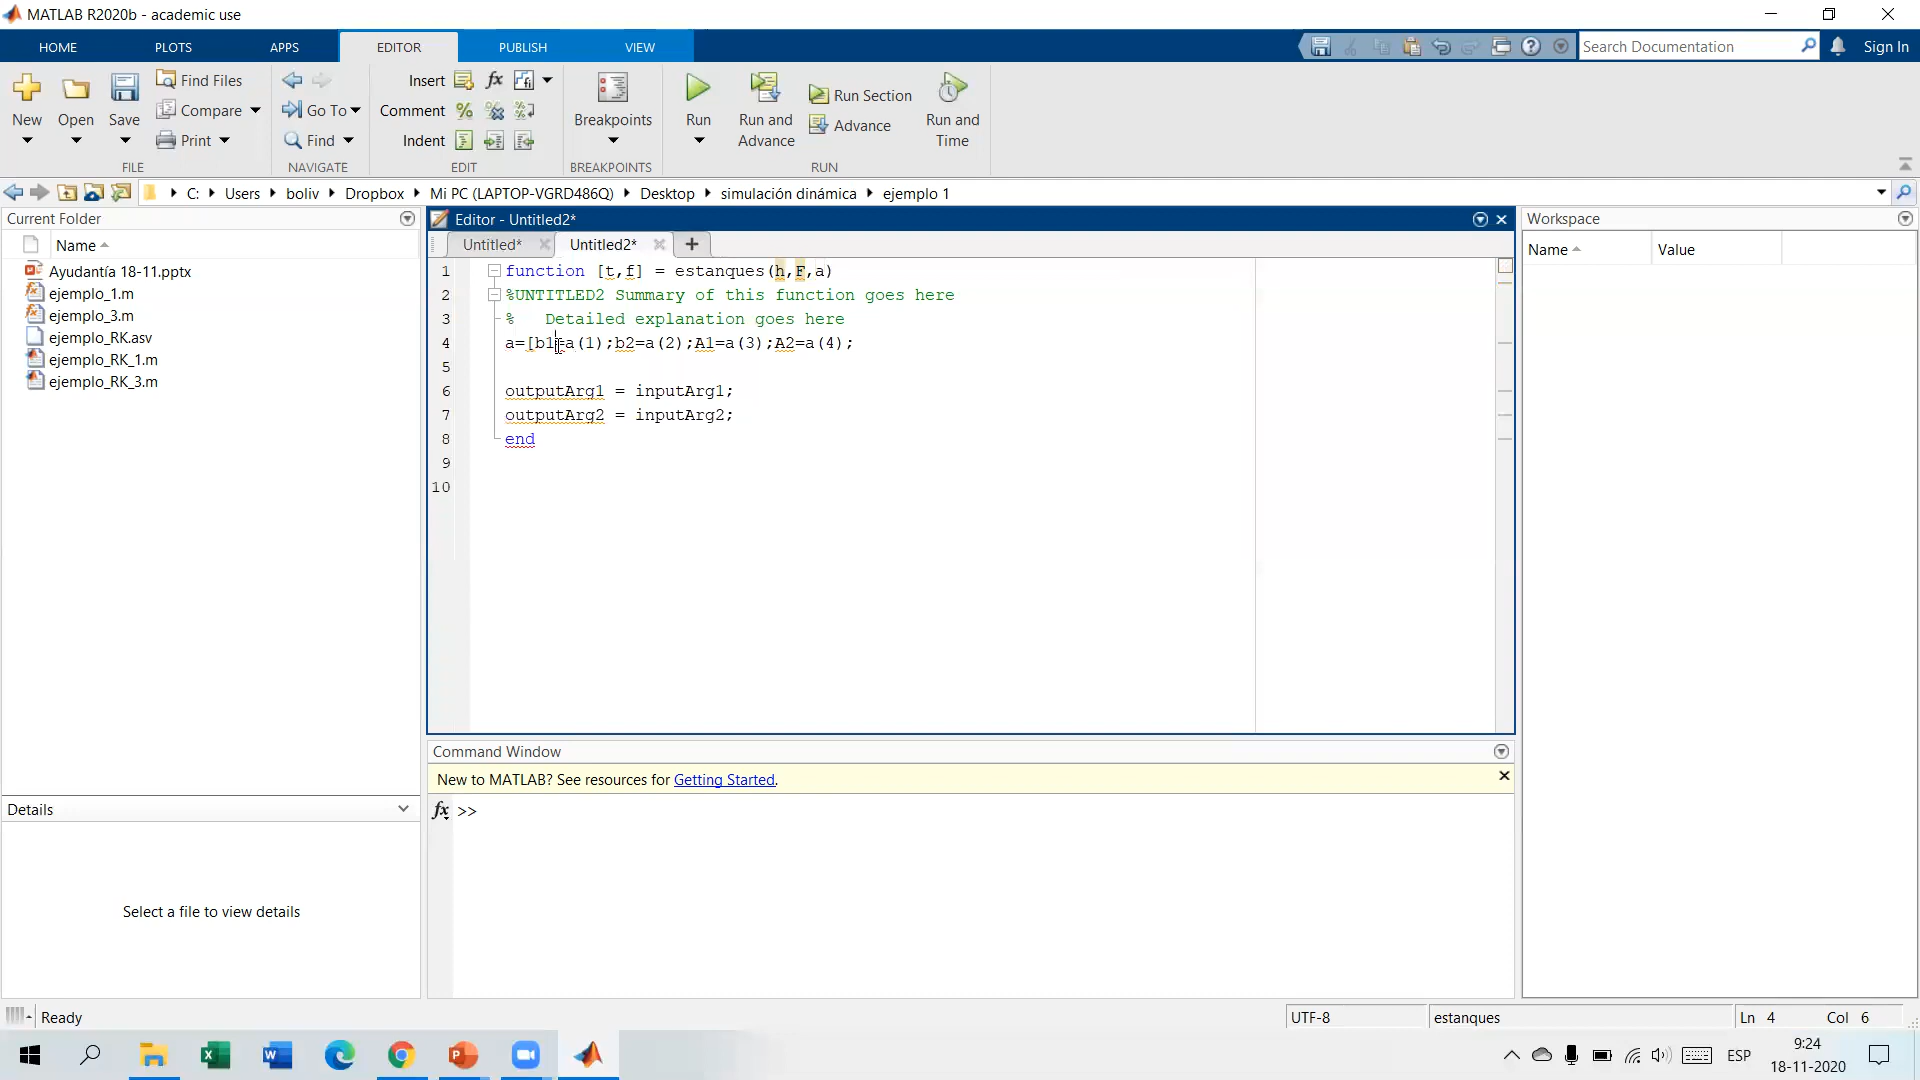 MATLAB R2020b - academic use
HOME PLOTS APPS EDITOR PUBLISH VIEW Search Documentation Sign In
New Open Save Find Files Compare Print
Go To Find
Insert fx Comment Indent
Breakpoints Run Run and Advance Run Section Advance Run and Time
FILE NAVIGATE EDIT BREAKPOINTS RUN
C: Users boliv Dropbox Mi PC (LAPTOP-VGRD486Q) Desktop simulación dinámica ejemplo 1
Current Folder
Name
Ayudantía 18-11.pptx
ejemplo_1.m
ejemplo_3.m
ejemplo_RK.asv
ejemplo_RK_1.m
ejemplo_RK_3.m
Details
Select a file to view details
Editor - Untitled2*
Untitled* Untitled2*
1 function [t,f] = estanques(h,F,a)
2 %UNTITLED2 Summary of this function goes here
3 % Detailed explanation goes here
4 a=[b1=a(1);b2=a(2);A1=a(3);A2=a(4);
5
6 outputArg1 = inputArg1;
7 outputArg2 = inputArg2;
8 end
9
10
Command Window
New to MATLAB? See resources for Getting Started.
fx >>
Workspace
Name Value
Ready UTF-8 estanques Ln 4 Col 6
ESP 9:24
18-11-2020